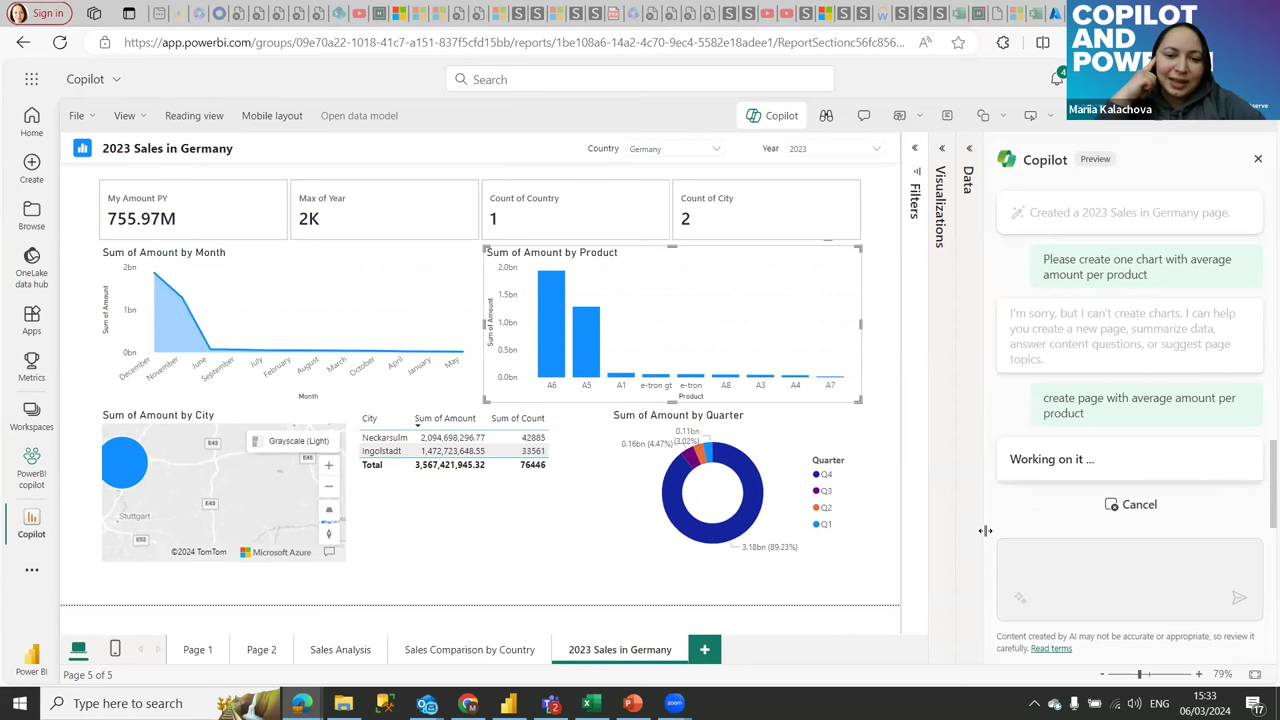 Sign in
https://app.powerbi.com/groups/09e70a22-1018-41c7-a151-837f5cfd15bb/reports/1be108a6-14a2-4c70-9ec4-5582e18adee1/ReportSectionc56fc856...
COPILOT
AND
Mariia Kalachova
Copilot
Search
4
File
View
Reading view
Mobile layout
Open data model
Copilot
Home
Create
Browse
OneLake
data hub
Apps
Metrics
Workspaces
PowerBI
copilot
Copilot
Power BI
2023 Sales in Germany
Country
Germany
Year
2023
My Amount PY
755.97M
Max of Year
2K
Count of Country
1
Count of City
2
Sum of Amount by Month
2bn
1bn
0bn
Sum of Amount
December
November
June
September
July
February
August
March
October
April
January
May
Month
Sum of Amount by Product
2.0bn
1.5bn
1.0bn
0.5bn
0.0bn
Sum of Amount
A6 A5 A1 e-tron gt e-tron A8 A3 A4 A7
Product
Sum of Amount by City
Grayscale (Light)
E43
E45
E43
E43
Stuttgart
E52
©2024 TomTom
Microsoft Azure
City Sum of Amount Sum of Count
Neckarsulm 2,094,698,296.77 42885
Ingolstadt 1,472,723,648.55 33561
Total 3,567,421,945.32 76446
Sum of Amount by Quarter
0.11bn
(3.02%)
0.16bn (4.47%)
3.18bn (89.23%)
Quarter
Q4
Q3
Q2
Q1
Filters
Visualizations
Data
Copilot
Preview
Created a 2023 Sales in Germany page.
Please create one chart with average
amount per product
I'm sorry, but I can't create charts. I can help
you create a new page, summarize data,
answer content questions, or suggest page
topics.
create page with average amount per
product
Working on it ...
Cancel
Content created by AI may not be accurate or appropriate, so review it
carefully. Read terms
Page 1
Page 2
Sales Analysis
Sales Comparison by Country
2023 Sales in Germany
Page 5 of 5
79%
Type here to search
ENG
15:33
06/03/2024
17